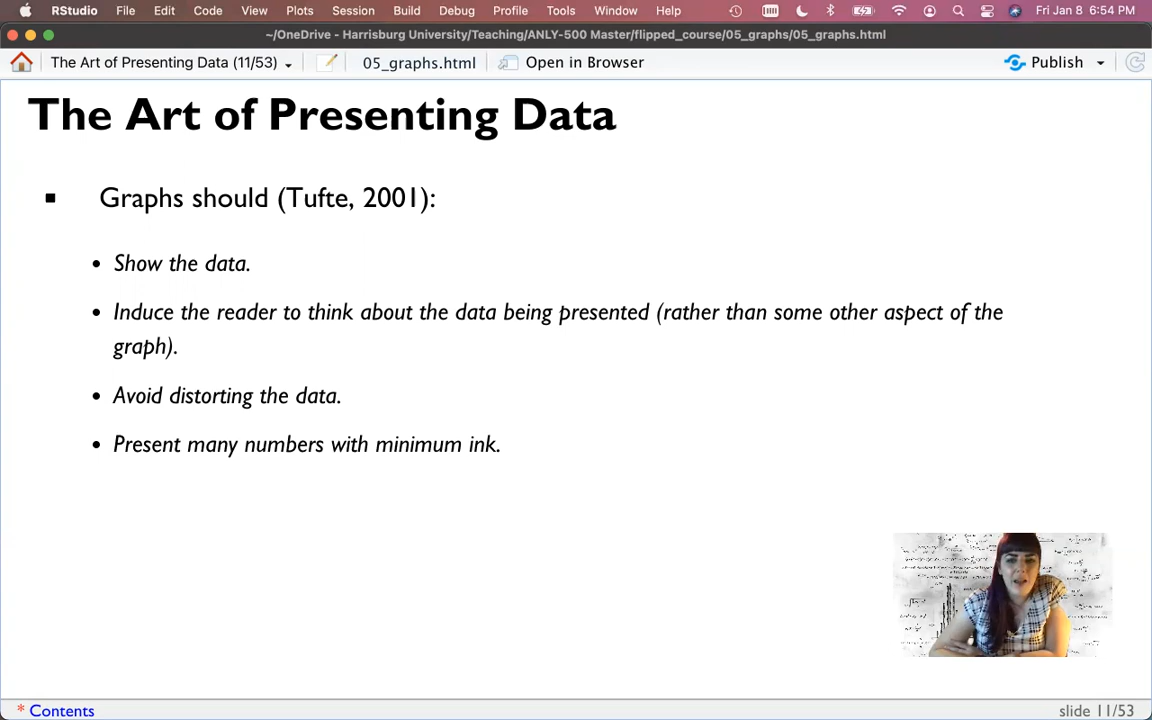 RStudio File Edit Code View Plots Session Build Debug Profile Tools Window Help Fri Jan 8 6:54 PM
~/OneDrive - Harrisburg University/Teaching/ANLY-500 Master/flipped_course/05_graphs/05_graphs.html
The Art of Presenting Data (11/53) 05_graphs.html Open in Browser Publish
The Art of Presenting Data
Graphs should (Tufte, 2001):
Show the data.
Induce the reader to think about the data being presented (rather than some other aspect of the
graph).
Avoid distorting the data.
Present many numbers with minimum ink.
* Contents slide 11/53